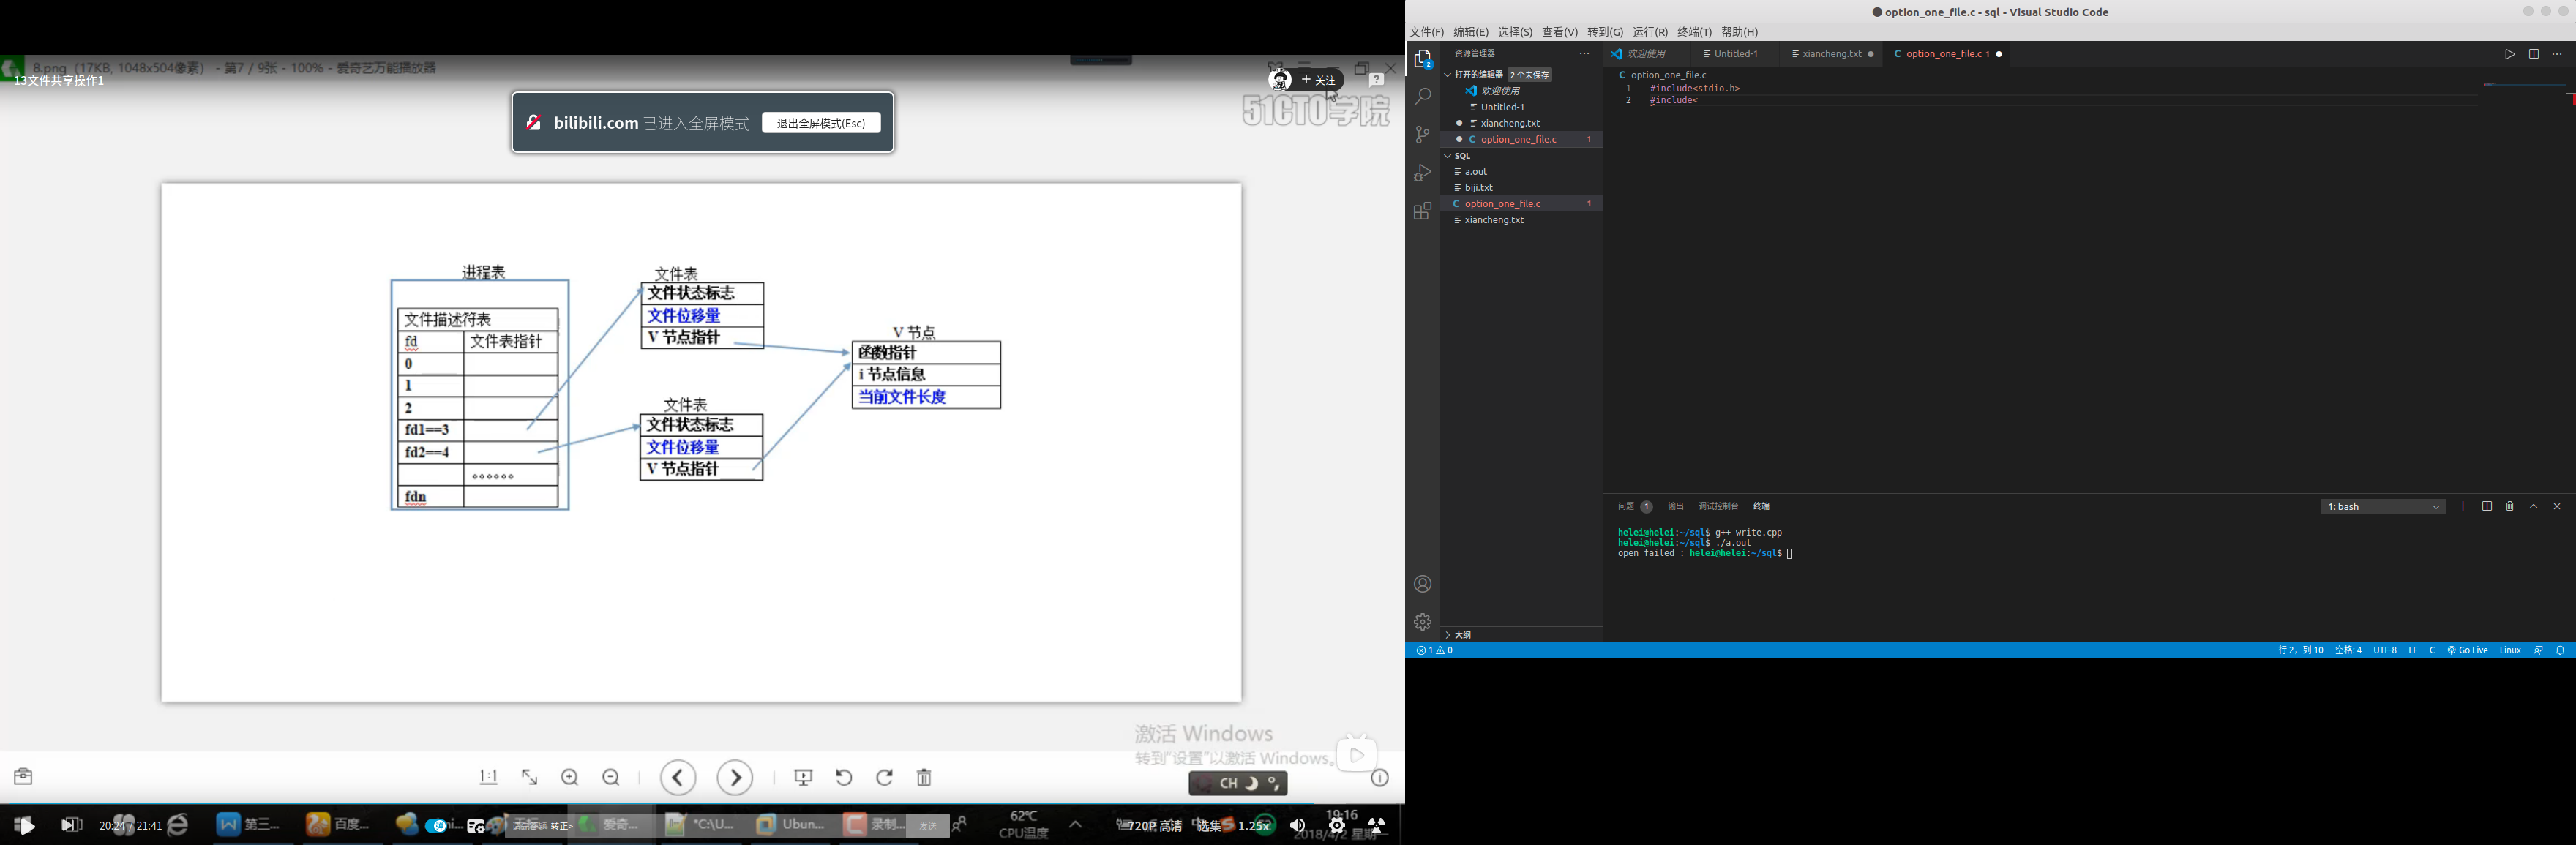 8.png（17KB, 1048x504像素） - 第7 / 9张 - 100% - 爱奇艺万能播放器
13文件共享操作1
+ 关注
51CTO学院
bilibili.com 已进入全屏模式
退出全屏模式(Esc)
进程表
文件描述符表
fd 文件表指针
0
1
2
fd1==3
fd2==4
fdn
文件表
文件状态标志
文件位移量
V 节点指针
文件表
文件状态标志
文件位移量
V 节点指针
V 节点
函数指针
i 节点信息
当前文件长度
激活 Windows
转到"设置"以激活 Windows。
1:1
CH
20:24 / 21:41
第三...
百度...
转正>
爱奇...
*C:\U...
Ubun...
录制...
发送
62℃
CPU温度
720P 高清
选集
1.25x
19:16
2018/4/2 星期一
option_one_file.c - sql - Visual Studio Code
文件(F) 编辑(E) 选择(S) 查看(V) 转到(G) 运行(R) 终端(T) 帮助(H)
资源管理器
打开的编辑器 2 个未保存
欢迎使用
Untitled-1
xiancheng.txt
C option_one_file.c 1
SQL
a.out
biji.txt
C option_one_file.c 1
xiancheng.txt
大纲
2
欢迎使用 Untitled-1 xiancheng.txt C option_one_file.c 1
C option_one_file.c
1 #include<stdio.h>
2 #include<
问题 1 输出 调试控制台 终端
1: bash
helei@helei:~/sql$ g++ write.cpp
helei@helei:~/sql$ ./a.out
open failed : helei@helei:~/sql$
1 0
行 2，列 10 空格: 4 UTF-8 LF C Go Live Linux